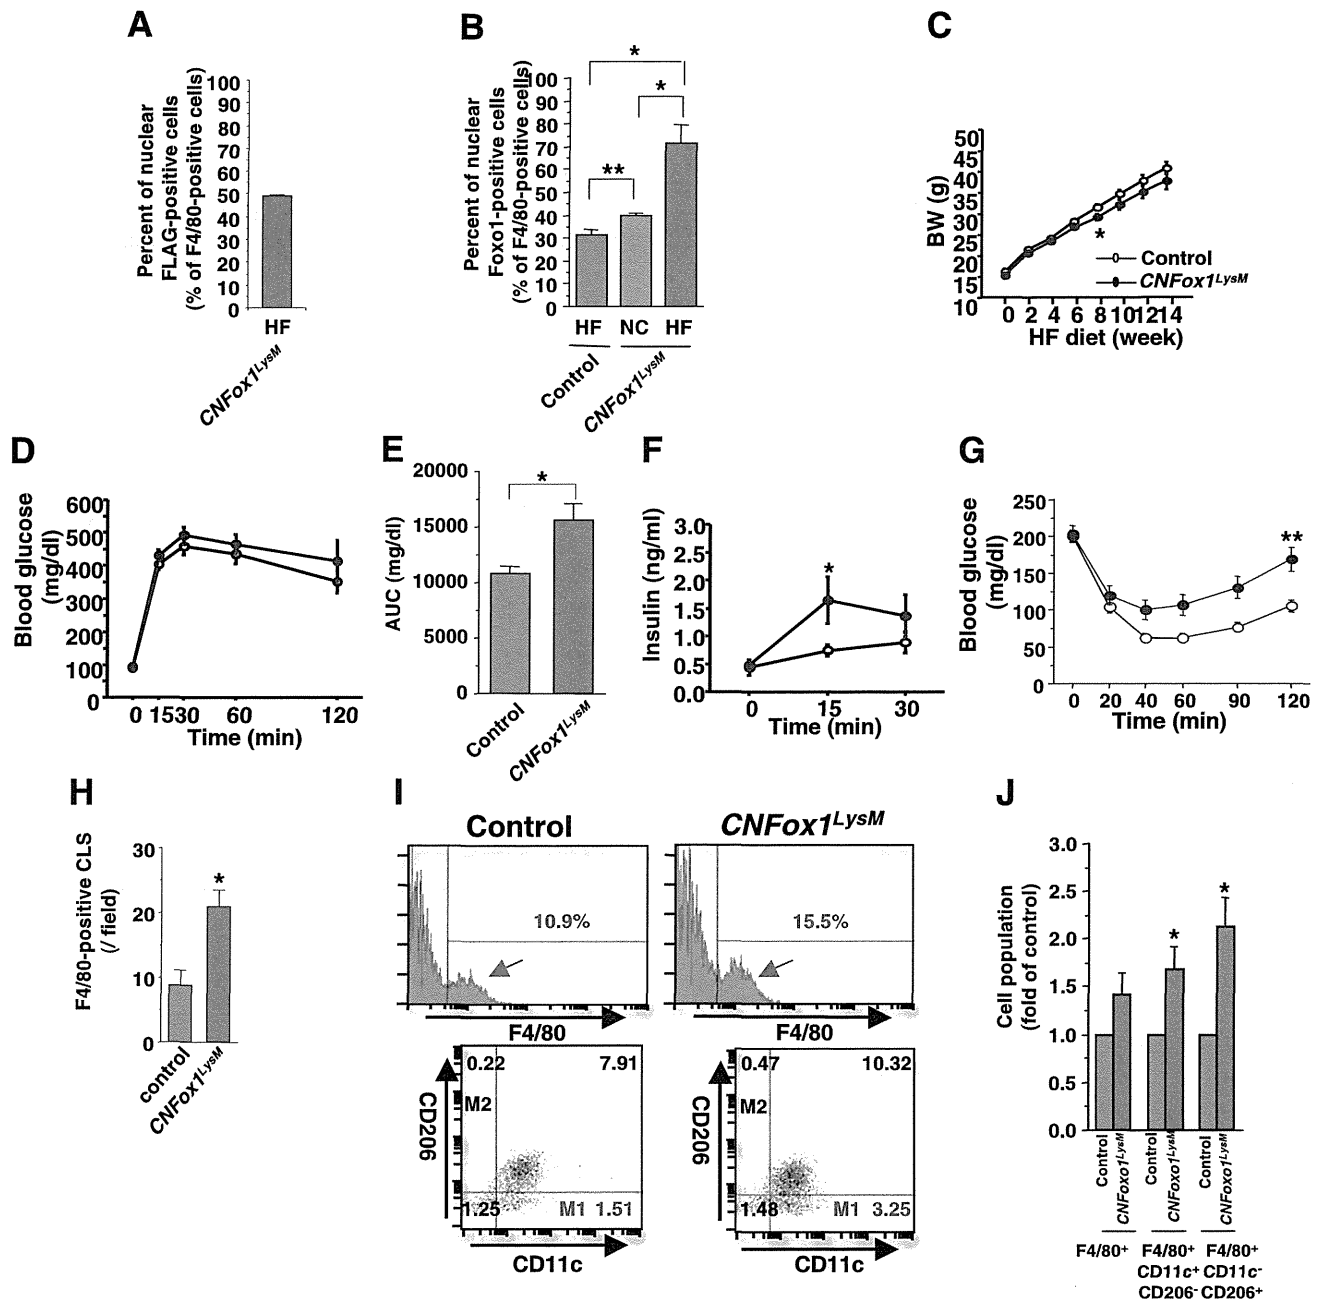 A
Percent of nuclear
FLAG-positive cells
(% of F4/80-positive cells)
100
90
80
70
60
50
40
30
20
10
0
HF
CNFox1LysM
B
Percent of nuclear
Foxo1-positive cells
(% of F4/80-positive cells)
100
90
80
70
60
50
40
30
20
10
0
*
*
**
HF NC HF
Control
CNFox1LysM
C
BW (g)
50
45
40
35
30
25
20
15
10
*
Control
CNFox1LysM
0 2 4 6 8 10 12 14
HF diet (week)
D
Blood glucose
(mg/dl)
600
500
400
300
200
100
0
0 15 30 60 120
Time (min)
E
AUC (mg/dl)
20000
15000
10000
5000
0
*
Control
CNFox1LysM
F
Insulin (ng/ml)
3.0
2.5
2.0
1.5
1.0
0.5
0.0
*
0 15 30
Time (min)
G
Blood glucose
(mg/dl)
250
200
150
100
50
0
**
0 20 40 60 90 120
Time (min)
H
F4/80-positive CLS
(/ field)
30
20
10
0
*
control
CNFox1LysM
I
Control
CNFox1LysM
10.9%
15.5%
F4/80
F4/80
0.22 7.91
M2
1.25 M1 1.51
CD206
CD11c
0.47 10.32
M2
1.48 M1 3.25
CD206
CD11c
J
Cell population
(fold of control)
3.0
2.5
2.0
1.5
1.0
0.5
0.0
*
*
Control
CNFoxo1LysM
Control
CNFoxo1LysM
Control
CNFoxo1LysM
F4/80+ F4/80+ F4/80+
CD11c+ CD11c-
CD206- CD206+